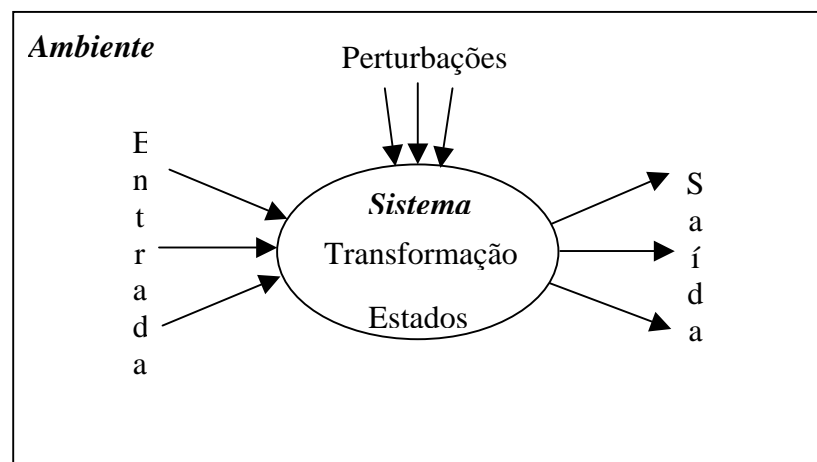 Ambiente
Perturbações
Entrada
Sistema
Transformação
Estados
Saída